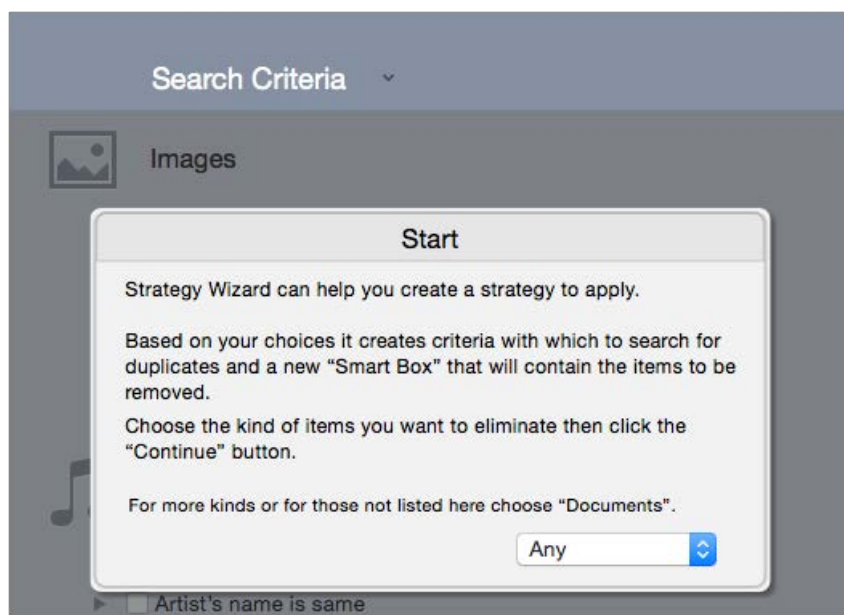 Search Criteria
Images
Start
Strategy Wizard can help you create a strategy to apply.
Based on your choices it creates criteria with which to search for
duplicates and a new “Smart Box” that will contain the items to be
removed.
Choose the kind of items you want to eliminate then click the
“Continue” button.
For more kinds or for those not listed here choose “Documents”.
Any
Artist's name is same